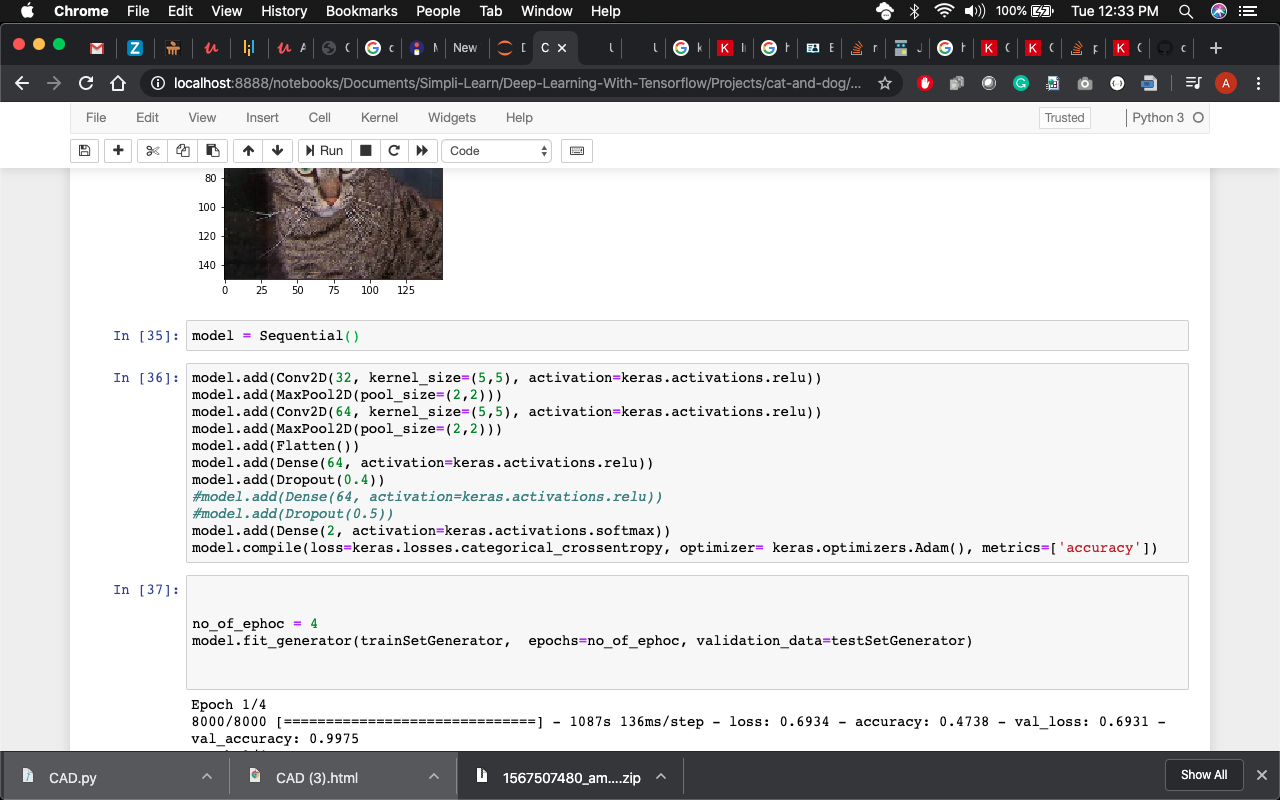 Chrome File Edit View History Bookmarks People Tab Window Help 100% Tue 12:33 PM
New
localhost:8888/notebooks/Documents/Simpli-Learn/Deep-Learning-With-Tensorflow/Projects/cat-and-dog/... A
File Edit View Insert Cell Kernel Widgets Help Trusted Python 3
Run Code
80
100
120
140
0 25 50 75 100 125
In [35]: model = Sequential()
In [36]: model.add(Conv2D(32, kernel_size=(5,5), activation=keras.activations.relu))
model.add(MaxPool2D(pool_size=(2,2)))
model.add(Conv2D(64, kernel_size=(5,5), activation=keras.activations.relu))
model.add(MaxPool2D(pool_size=(2,2)))
model.add(Flatten())
model.add(Dense(64, activation=keras.activations.relu))
model.add(Dropout(0.4))
#model.add(Dense(64, activation=keras.activations.relu))
#model.add(Dropout(0.5))
model.add(Dense(2, activation=keras.activations.softmax))
model.compile(loss=keras.losses.categorical_crossentropy, optimizer= keras.optimizers.Adam(), metrics=['accuracy'])
In [37]:
no_of_ephoc = 4
model.fit_generator(trainSetGenerator,  epochs=no_of_ephoc, validation_data=testSetGenerator)
Epoch 1/4
8000/8000 [==============================] - 1087s 136ms/step - loss: 0.6934 - accuracy: 0.4738 - val_loss: 0.6931 -
val_accuracy: 0.9975
CAD.py CAD (3).html 1567507480_am....zip Show All